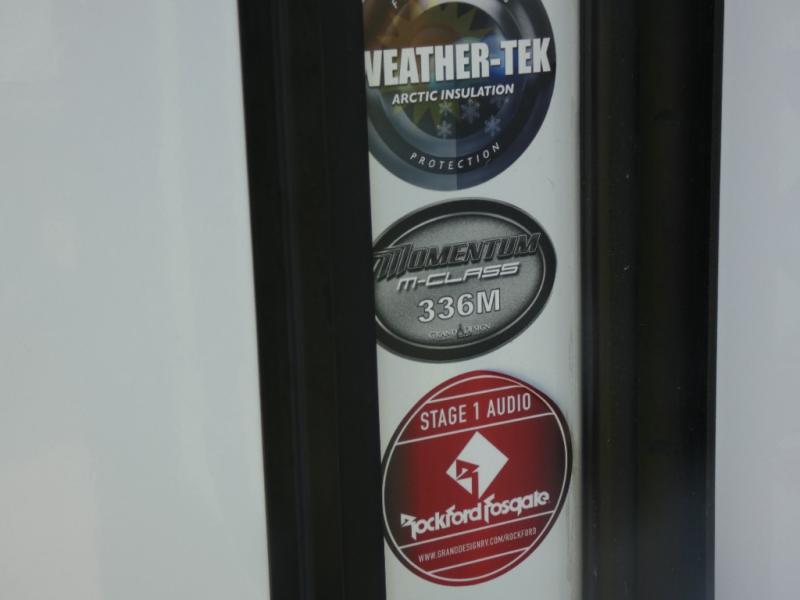 WEATHER-TEK
ARCTIC INSULATION
PROTECTION
MOMENTUM
M-CLASS
336M
GRAND DESIGN
STAGE 1 AUDIO
Rockford Fosgate
WWW.GRANDDESIGNRV.COM/ROCKFORD